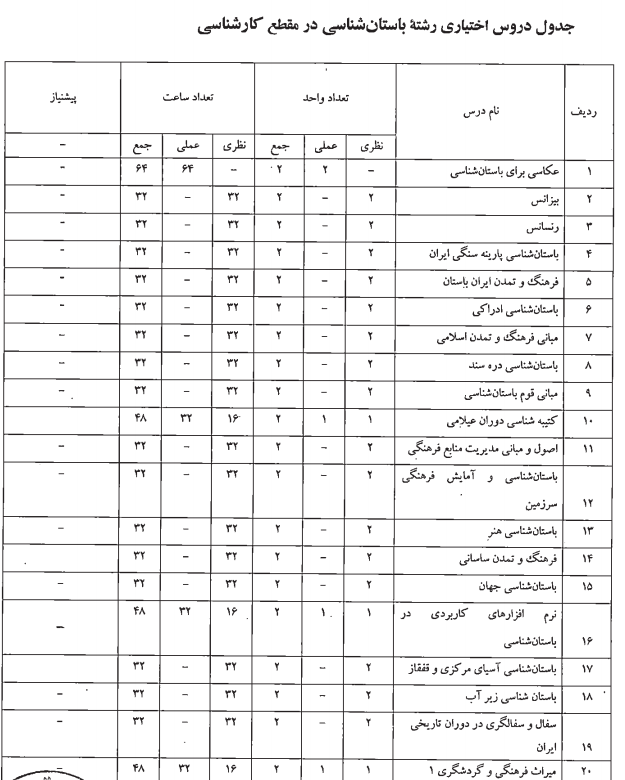 جدول دروس اختیاری رشتهٔ باستان‌شناسی در مقطع کارشناسی
ردیف نام درس تعداد واحد تعداد ساعت پیشنیاز
نظری عملی جمع نظری عملی جمع –
۱ عکاسی برای باستان‌شناسی – ۲ ۲ – ۶۴ ۶۴ –
۲ بیزانس ۲ – ۲ ۳۲ – ۳۲ –
۳ رنسانس ۲ – ۲ ۳۲ – ۳۲ –
۴ باستان‌شناسی پارینه سنگی ایران ۲ – ۲ ۳۲ – ۳۲ –
۵ فرهنگ و تمدن ایران باستان ۲ – ۲ ۳۲ – ۳۲ –
۶ باستان‌شناسی ادراکی ۲ – ۲ ۳۲ – ۳۲ –
۷ مبانی فرهنگ و تمدن اسلامی ۲ – ۲ ۳۲ – ۳۲ –
۸ باستان‌شناسی دره سند ۲ – ۲ ۳۲ – ۳۲ –
۹ مبانی قوم باستان‌شناسی ۲ – ۲ ۳۲ – ۳۲ –
۱۰ کتیبه شناسی دوران عیلامی ۱ ۱ ۲ ۱۶ ۳۲ ۴۸
۱۱ اصول و مبانی مدیریت منابع فرهنگی ۲ – ۲ ۳۲ – ۳۲ –
باستان‌شناسی و آمایش فرهنگی ۲ – ۲ ۳۲ – ۳۲ –
۱۲ سرزمین
۱۳ باستان‌شناسی هنر ۲ – ۲ ۳۲ – ۳۲ –
۱۴ فرهنگ و تمدن ساسانی ۲ – ۲ ۳۲ – ۳۲
۱۵ باستان‌شناسی جهان ۲ – ۲ ۳۲ – ۳۲ –
نرم افزارهای کاربردی در ۱ ۱ ۲ ۱۶ ۳۲ ۴۸ –
۱۶ باستان‌شناسی
۱۷ باستان‌شناسی آسیای مرکزی و قفقاز ۲ – ۲ ۳۲ – ۳۲
۱۸ باستان شناسی زیر آب ۲ – ۲ ۳۲ – ۳۲ –
سفال و سفالگری در دوران تاریخی ۲ – ۲ ۳۲ – ۳۲ –
۱۹ ایران
۲۰ میراث فرهنگی و گردشگری ۱ ۱ ۱ ۲ ۱۶ ۳۲ ۴۸ –